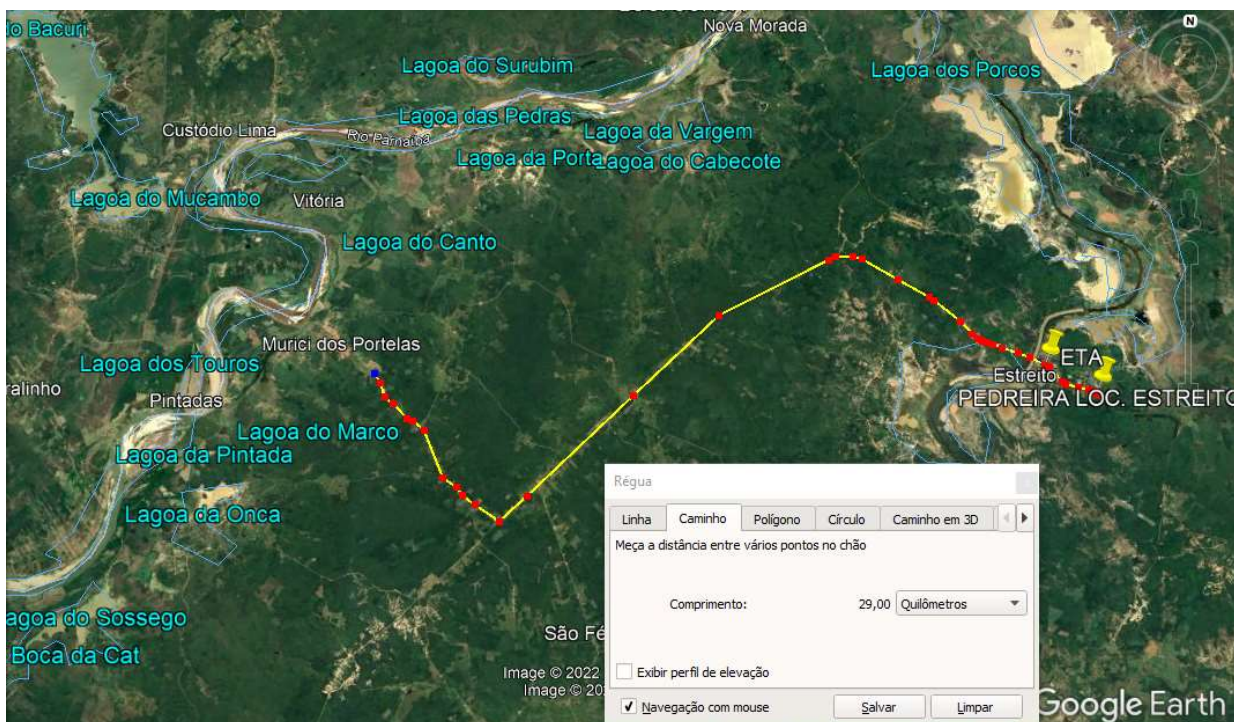 Nova Morada
do Bacuri
Lagoa do Surubim
Lagoa dos Porcos
Lagoa das Pedras
Custódio Lima
Rio Parnaíba
Lagoa da Vargem
Lagoa da Porta
Lagoa do Cabecote
Lagoa do Mucambo
Vitória
Lagoa do Canto
Murici dos Portelas
Lagoa dos Touros
ETA
Estreito
ralinho
Pintadas
PEDREIRA LOC. ESTREITO
Lagoa do Marco
Lagoa da Pintada
Lagoa da Onca
Régua
Linha Caminho Polígono Círculo Caminho em 3D
Meça a distância entre vários pontos no chão
Comprimento: 29,00 Quilômetros
agoa do Sossego
São Fé
Boca da Cat
Image © 2022
Image © 20
Exibir perfil de elevação
Navegação com mouse Salvar Limpar
Google Earth
N